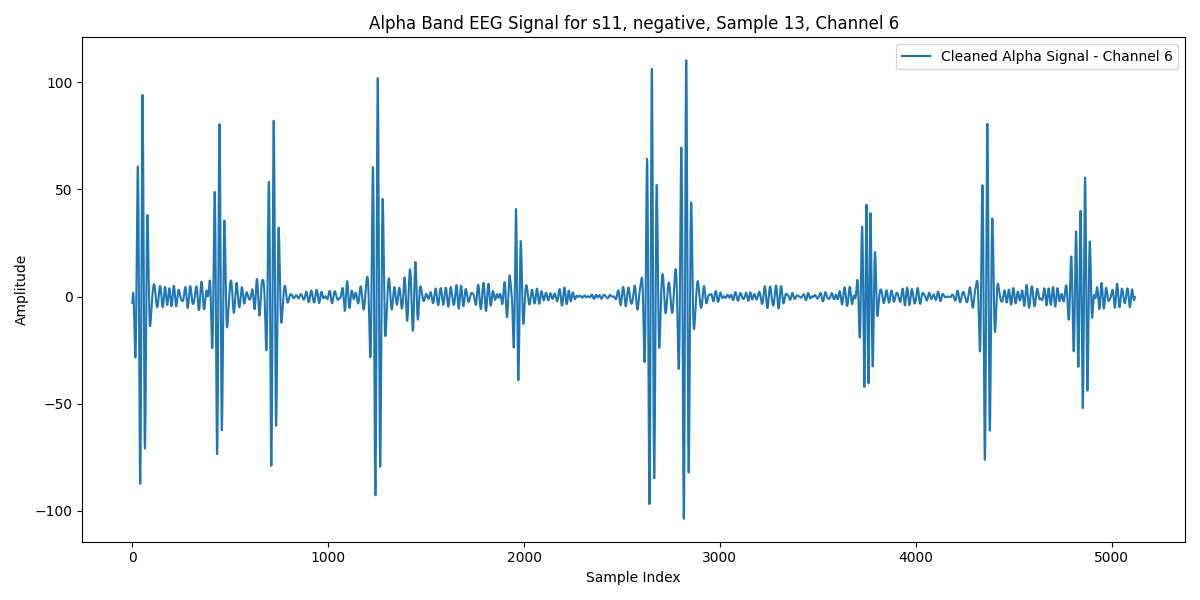 Alpha Band EEG Signal for s11, negative, Sample 13, Channel 6
Cleaned Alpha Signal - Channel 6
Amplitude
100
50
0
−50
−100
0 1000 2000 3000 4000 5000
Sample Index